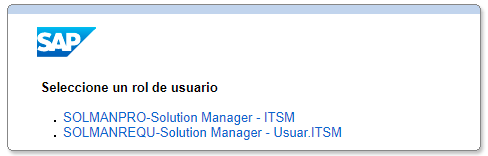 SAP
Seleccione un rol de usuario
SOLMANPRO-Solution Manager - ITSM
SOLMANREQU-Solution Manager - Usuar.ITSM